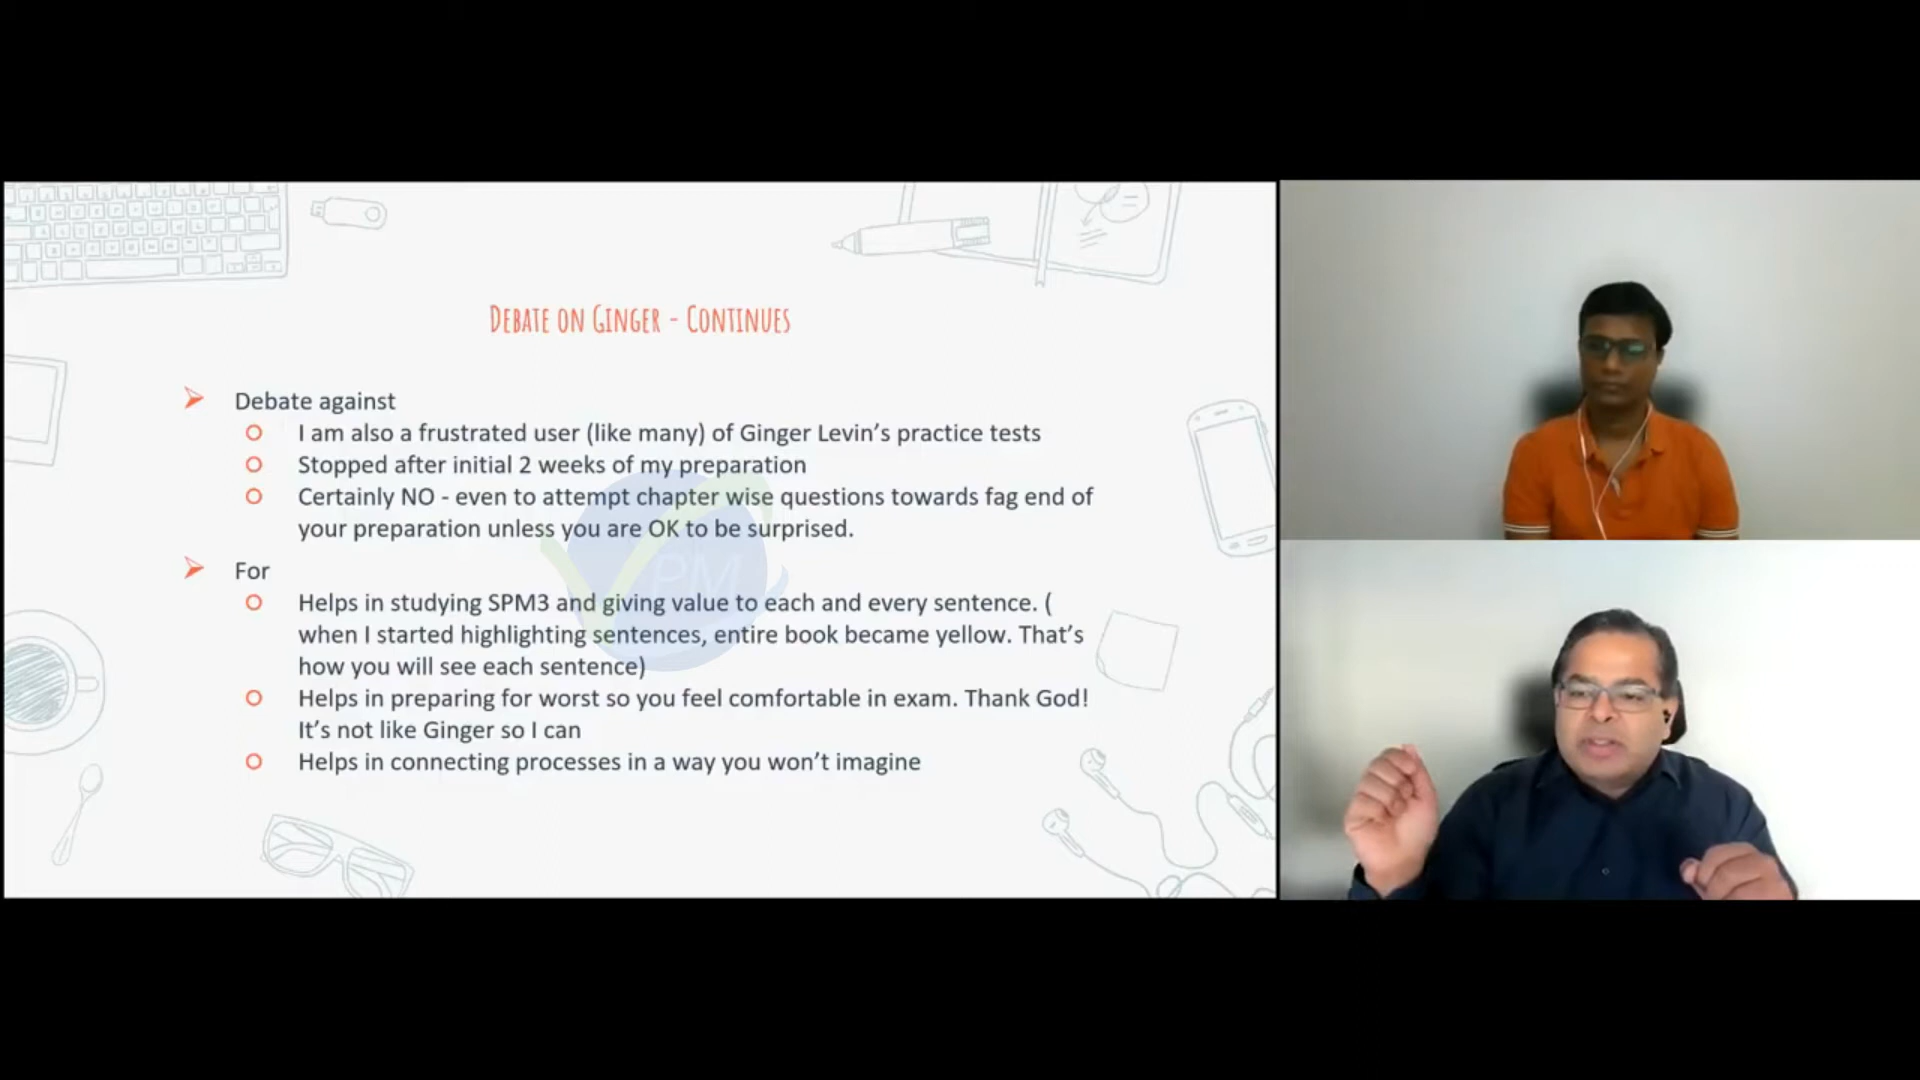 Debate on Ginger - Continues
Debate against
I am also a frustrated user (like many) of Ginger Levin's practice tests
Stopped after initial 2 weeks of my preparation
Certainly NO - even to attempt chapter wise questions towards fag end of
your preparation unless you are OK to be surprised.
For
Helps in studying SPM3 and giving value to each and every sentence. (
when I started highlighting sentences, entire book became yellow. That's
how you will see each sentence)
Helps in preparing for worst so you feel comfortable in exam. Thank God!
It's not like Ginger so I can
Helps in connecting processes in a way you won't imagine
PM